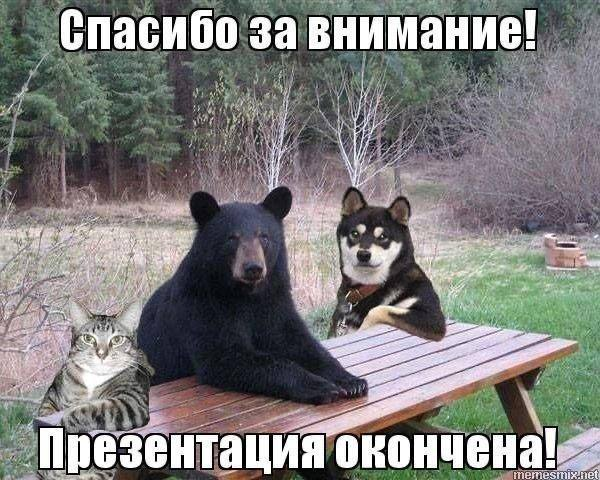 Спасибо за внимание!
Презентация окончена!
memesmix.net